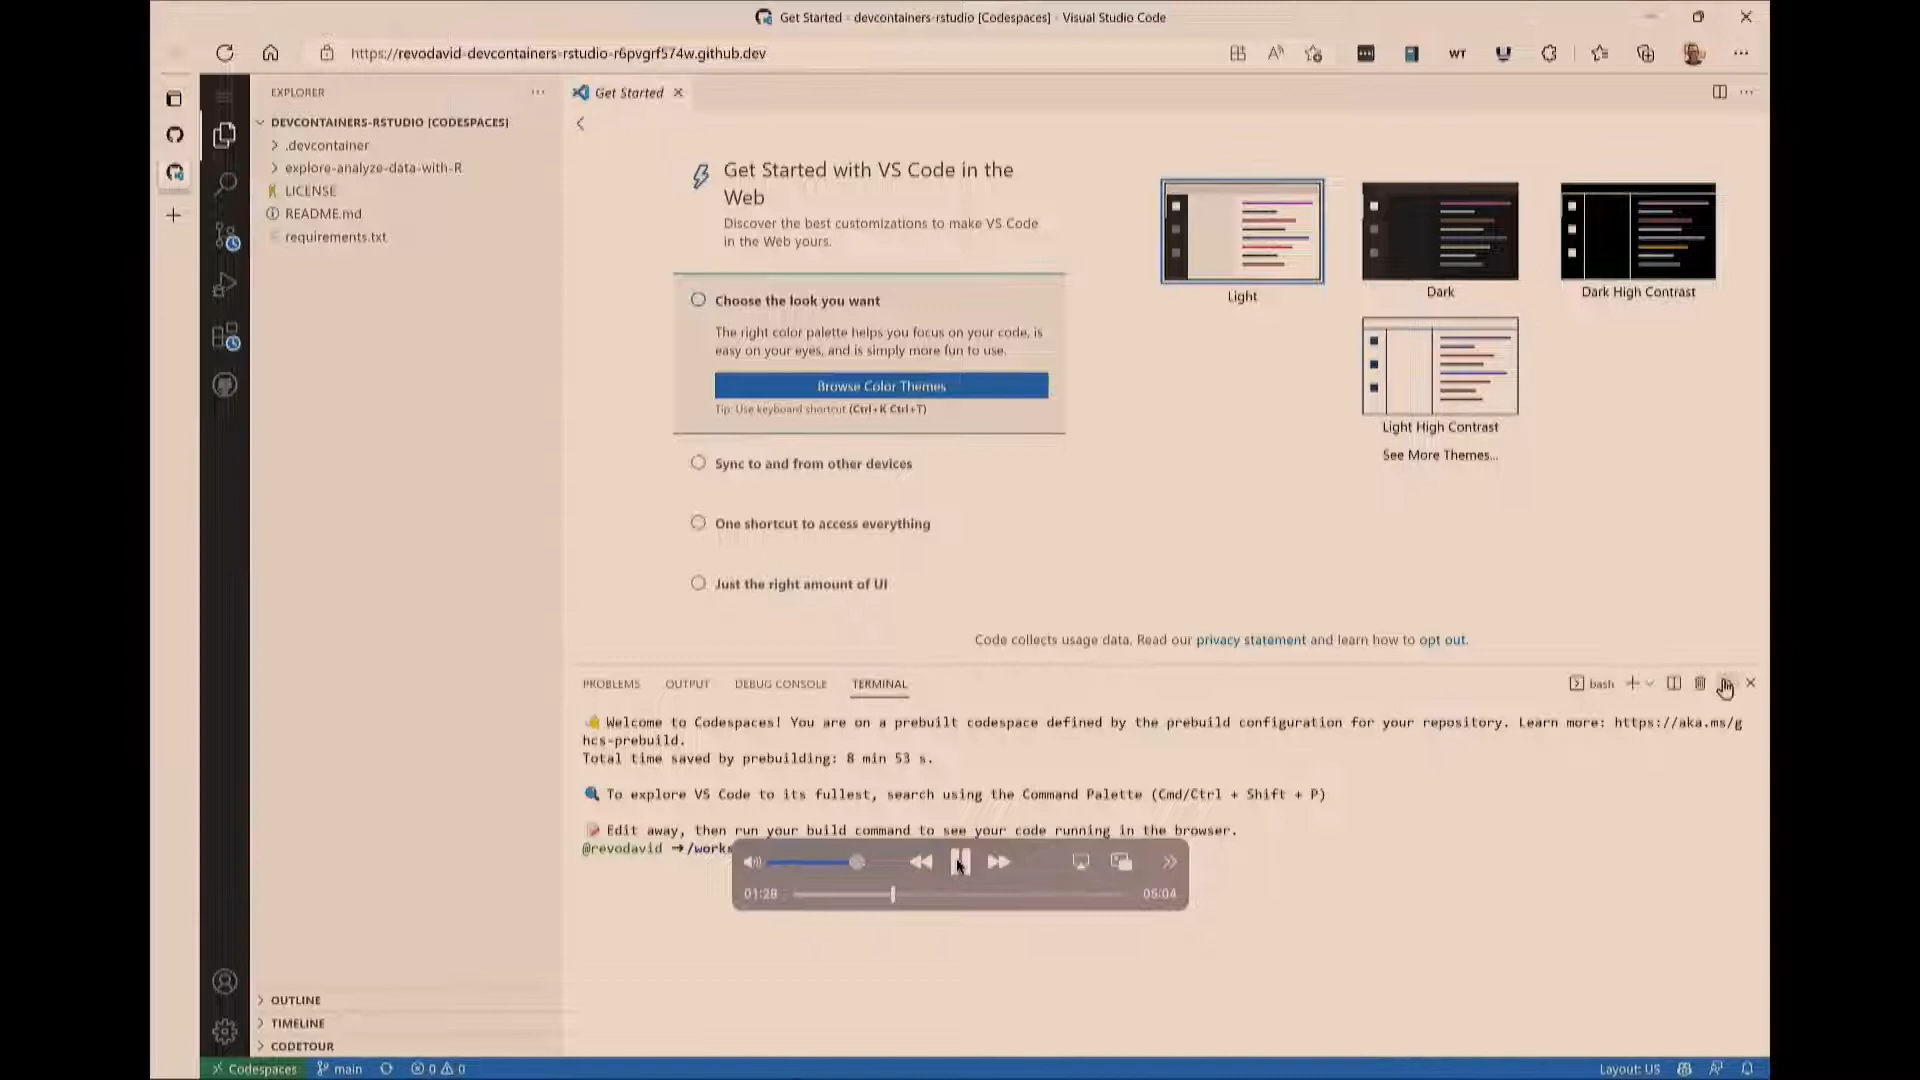 Get Started - devcontainers-rstudio [Codespaces] - Visual Studio Code
https://revodavid-devcontainers-rstudio-r6pvgrf574w.github.dev
WT
EXPLORER
Get Started
DEVCONTAINERS-RSTUDIO [CODESPACES]
.devcontainer
explore-analyze-data-with-R
LICENSE
README.md
requirements.txt
Get Started with VS Code in the
Web
Discover the best customizations to make VS Code
in the Web yours.
Choose the look you want
The right color palette helps you focus on your code, is
easy on your eyes, and is simply more fun to use.
Browse Color Themes
Tip: Use keyboard shortcut (Ctrl+K Ctrl+T)
Sync to and from other devices
One shortcut to access everything
Just the right amount of UI
Light
Dark
Dark High Contrast
Light High Contrast
See More Themes...
Code collects usage data. Read our privacy statement and learn how to opt out.
PROBLEMS OUTPUT DEBUG CONSOLE TERMINAL
bash
Welcome to Codespaces! You are on a prebuilt codespace defined by the prebuild configuration for your repository. Learn more: https://aka.ms/g
hcs-prebuild.
Total time saved by prebuilding: 8 min 53 s.
To explore VS Code to its fullest, search using the Command Palette (Cmd/Ctrl + Shift + P)
Edit away, then run your build command to see your code running in the browser.
@revodavid ➜ /works
01:28
05:04
OUTLINE
TIMELINE
CODETOUR
Codespaces main 0 0
Layout: US